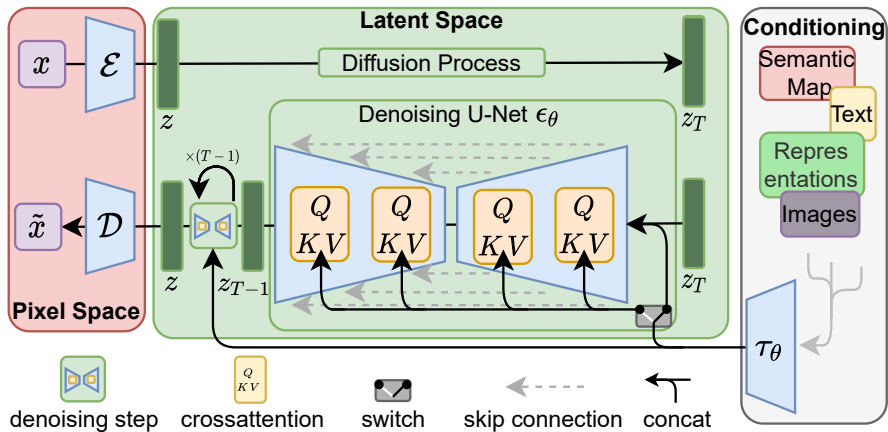 Latent Space
Conditioning
x
ℰ
Diffusion Process
z
z_T
Semantic
Map
Text
Repres
entations
Images
Denoising U-Net ϵ_θ
×(T−1)
x̃
𝒟
Q
KV
Q
KV
Q
KV
Q
KV
z
z_{T−1}
z_T
Pixel Space
τ_θ
Q
KV
denoising step
crossattention
switch
skip connection
concat